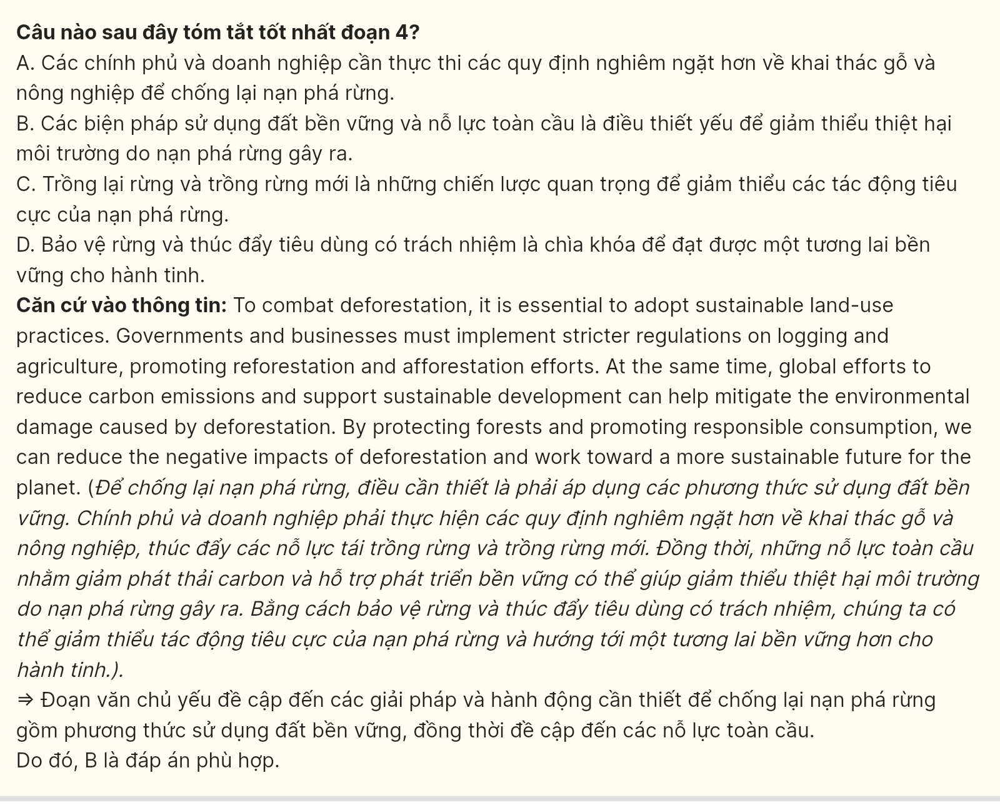 Câu nào sau đây tóm tắt tốt nhất đoạn 4?
A. Các chính phủ và doanh nghiệp cần thực thi các quy định nghiêm ngặt hơn về khai thác gỗ và
nông nghiệp để chống lại nạn phá rừng.
B. Các biện pháp sử dụng đất bền vững và nỗ lực toàn cầu là điều thiết yếu để giảm thiểu thiệt hại
môi trường do nạn phá rừng gây ra.
C. Trồng lại rừng và trồng rừng mới là những chiến lược quan trọng để giảm thiểu các tác động tiêu
cực của nạn phá rừng.
D. Bảo vệ rừng và thúc đẩy tiêu dùng có trách nhiệm là chìa khóa để đạt được một tương lai bền
vững cho hành tinh.
Căn cứ vào thông tin: To combat deforestation, it is essential to adopt sustainable land-use
practices. Governments and businesses must implement stricter regulations on logging and
agriculture, promoting reforestation and afforestation efforts. At the same time, global efforts to
reduce carbon emissions and support sustainable development can help mitigate the environmental
damage caused by deforestation. By protecting forests and promoting responsible consumption, we
can reduce the negative impacts of deforestation and work toward a more sustainable future for the
planet. (Để chống lại nạn phá rừng, điều cần thiết là phải áp dụng các phương thức sử dụng đất bền
vững. Chính phủ và doanh nghiệp phải thực hiện các quy định nghiêm ngặt hơn về khai thác gỗ và
nông nghiệp, thúc đẩy các nỗ lực tái trồng rừng và trồng rừng mới. Đồng thời, những nỗ lực toàn cầu
nhằm giảm phát thải carbon và hỗ trợ phát triển bền vững có thể giúp giảm thiểu thiệt hại môi trường
do nạn phá rừng gây ra. Bằng cách bảo vệ rừng và thúc đẩy tiêu dùng có trách nhiệm, chúng ta có
thể giảm thiểu tác động tiêu cực của nạn phá rừng và hướng tới một tương lai bền vững hơn cho
hành tinh.).
⇒ Đoạn văn chủ yếu đề cập đến các giải pháp và hành động cần thiết để chống lại nạn phá rừng
gồm phương thức sử dụng đất bền vững, đồng thời đề cập đến các nỗ lực toàn cầu.
Do đó, B là đáp án phù hợp.